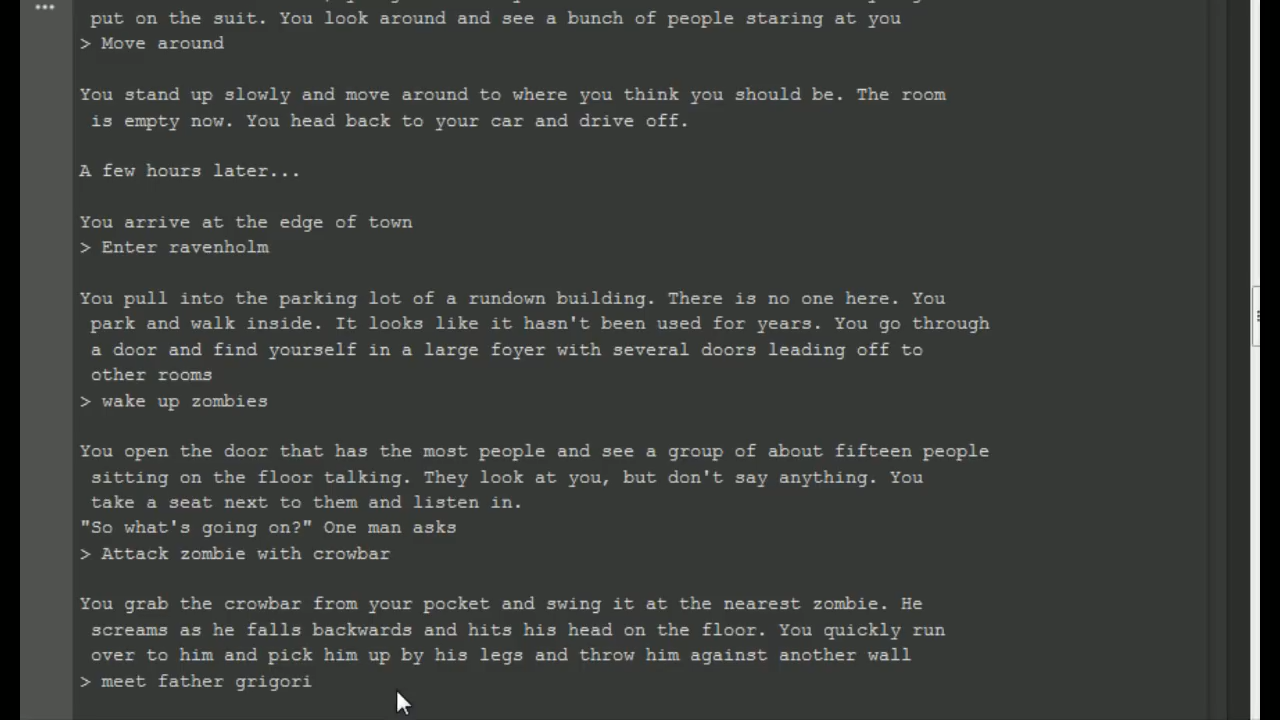 put on the suit. You look around and see a bunch of people staring at you
> Move around
You stand up slowly and move around to where you think you should be. The room
is empty now. You head back to your car and drive off.
A few hours later...
You arrive at the edge of town
> Enter ravenholm
You pull into the parking lot of a rundown building. There is no one here. You
park and walk inside. It looks like it hasn't been used for years. You go through
a door and find yourself in a large foyer with several doors leading off to
other rooms
> wake up zombies
You open the door that has the most people and see a group of about fifteen people
sitting on the floor talking. They look at you, but don't say anything. You
take a seat next to them and listen in.
"So what's going on?" One man asks
> Attack zombie with crowbar
You grab the crowbar from your pocket and swing it at the nearest zombie. He
screams as he falls backwards and hits his head on the floor. You quickly run
over to him and pick him up by his legs and throw him against another wall
> meet father grigori